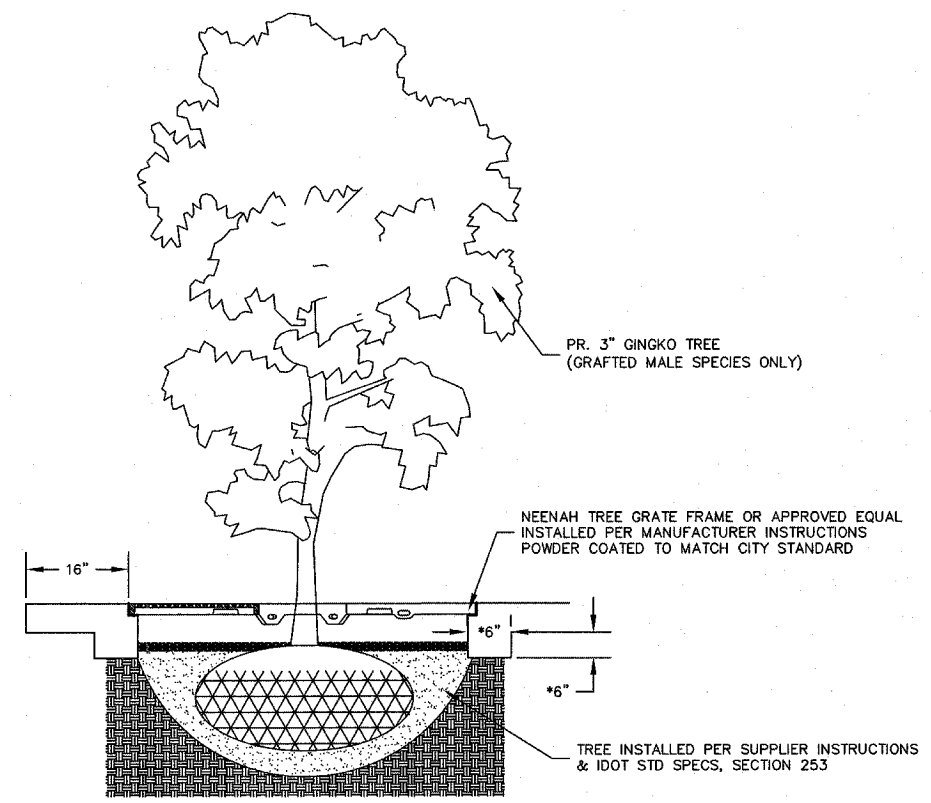 PR. 3" GINGKO TREE
(GRAFTED MALE SPECIES ONLY)
NEENAH TREE GRATE FRAME OR APPROVED EQUAL
INSTALLED PER MANUFACTURER INSTRUCTIONS
POWDER COATED TO MATCH CITY STANDARD
16"
*6"
*6"
TREE INSTALLED PER SUPPLIER INSTRUCTIONS
& IDOT STD SPECS, SECTION 253